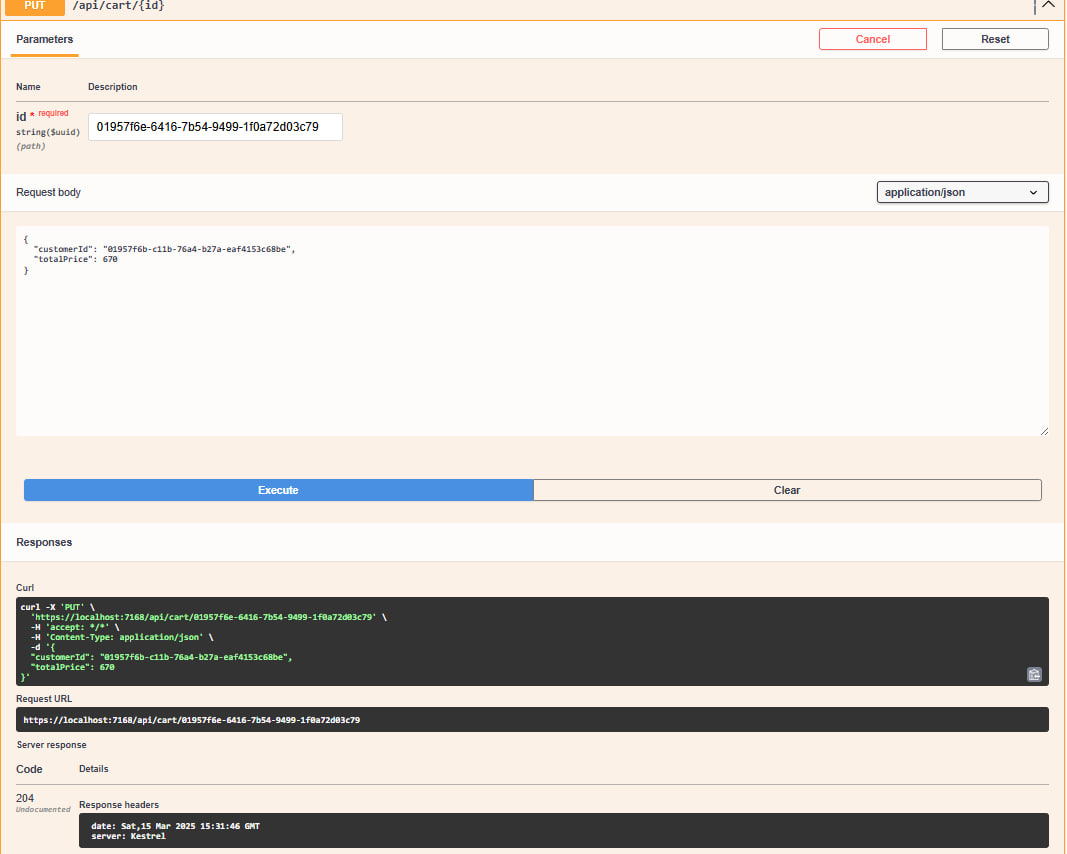 PUT /api/cart/{id}
Parameters
Cancel
Reset
Name Description
id * required
string($uuid)
(path)
01957f6e-6416-7b54-9499-1f0a72d03c79
Request body
application/json
{
  "customerId": "01957f6b-c11b-76a4-b27a-eaf4153c68be",
  "totalPrice": 670
}
Execute
Clear
Responses
Curl
curl -X 'PUT' \
  'https://localhost:7168/api/cart/01957f6e-6416-7b54-9499-1f0a72d03c79' \
  -H 'accept: */*' \
  -H 'Content-Type: application/json' \
  -d '{
  "customerId": "01957f6b-c11b-76a4-b27a-eaf4153c68be",
  "totalPrice": 670
}'
Request URL
https://localhost:7168/api/cart/01957f6e-6416-7b54-9499-1f0a72d03c79
Server response
Code Details
204
Undocumented
Response headers
date: Sat,15 Mar 2025 15:31:46 GMT
server: Kestrel